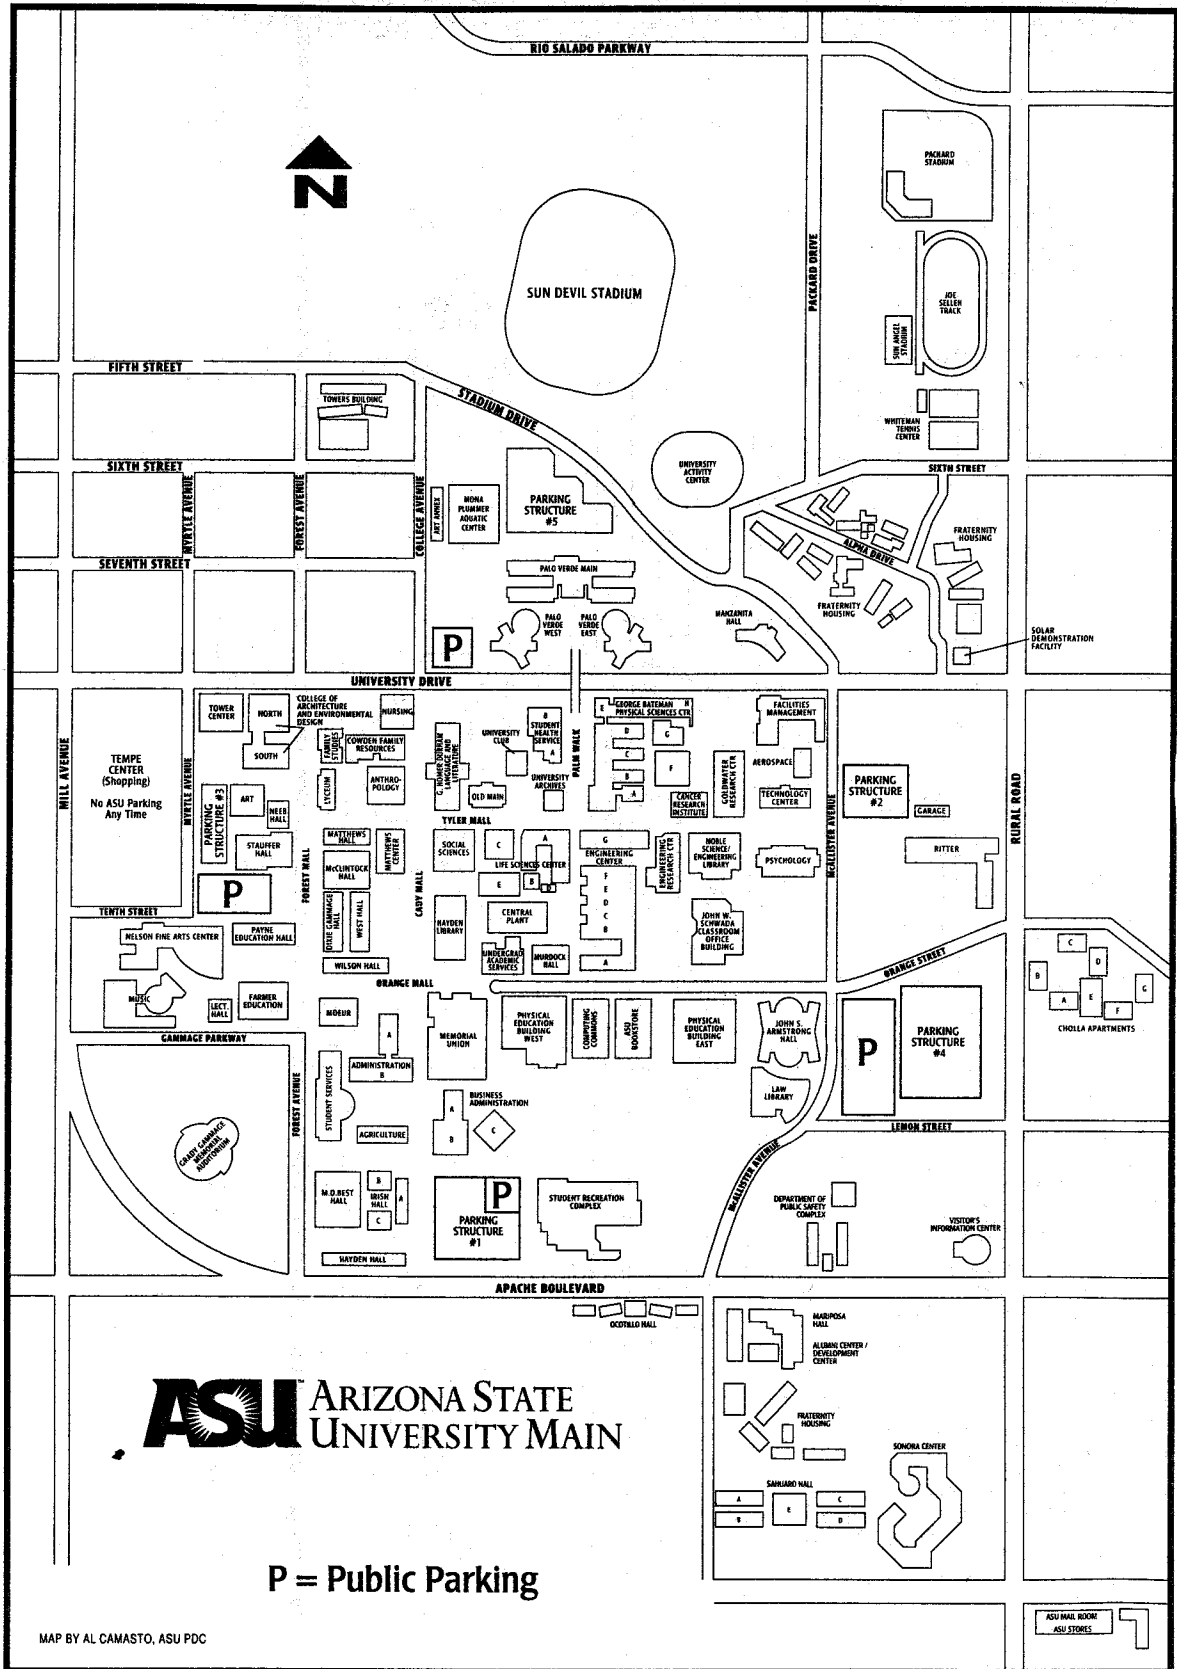 RIO SALADO PARKWAY
N
PACKARD
STADIUM
PACKARD DRIVE
SUN DEVIL STADIUM
JOE
SELLEN
TRACK
SUN ANGEL
STADIUM
FIFTH STREET
STADIUM DRIVE
TOWERS BUILDING
WHITEMAN
TENNIS
CENTER
SIXTH STREET
SIXTH STREET
UNIVERSITY
ACTIVITY
CENTER
MYRTLE AVENUE
FOREST AVENUE
COLLEGE AVENUE
ART ANNEX
MONA
PLUMMER
AQUATIC
CENTER
PARKING
STRUCTURE
#5
ALPHA DRIVE
FRATERNITY
HOUSING
SEVENTH STREET
PALO VERDE MAIN
FRATERNITY
HOUSING
PALO
VERDE
WEST
PALO
VERDE
EAST
MANZANITA
HALL
SOLAR
DEMONSTRATION
FACILITY
P
UNIVERSITY DRIVE
MILL AVENUE
TEMPE
CENTER
(Shopping)
No ASU Parking
Any Time
MYRTLE AVENUE
TOWER
CENTER
NORTH
SOUTH
COLLEGE OF
ARCHITECTURE
AND ENVIRONMENTAL
DESIGN
NURSING
FAMILY
STUDIES
COWDEN FAMILY
RESOURCES
LYCEUM
ANTHRO-
POLOGY
G. HOMER DURHAM
LANGUAGE AND
LITERATURE
UNIVERSITY
CLUB
B
STUDENT
HEALTH
SERVICE
A
UNIVERSITY
ARCHIVES
OLD MAIN
PALM WALK
E
GEORGE BATEMAN
PHYSICAL SCIENCES CTR
H
D
G
C
F
B
A
CANCER
RESEARCH
INSTITUTE
GOLDWATER
RESEARCH CTR
FACILITIES
MANAGEMENT
AEROSPACE
TECHNOLOGY
CENTER
PARKING
STRUCTURE
#2
GARAGE
RURAL ROAD
PARKING
STRUCTURE #3
ART
NEEB
HALL
STAUFFER
HALL
P
FOREST MALL
MATTHEWS
HALL
McCLINTOCK
HALL
MATTHEWS
CENTER
DIXIE GAMMAGE
HALL
WEST HALL
WILSON HALL
CADY MALL
TYLER MALL
SOCIAL
SCIENCES
C
A
LIFE SCIENCES CENTER
E
B
D
HAYDEN
LIBRARY
CENTRAL
PLANT
UNDERGRAD
ACADEMIC
SERVICES
MURDOCK
HALL
G
ENGINEERING
CENTER
F
E
D
C
B
A
ENGINEERING
RESEARCH CTR
NOBLE
SCIENCE/
ENGINEERING
LIBRARY
PSYCHOLOGY
JOHN W.
SCHWADA
CLASSROOM
OFFICE
BUILDING
McALLISTER AVENUE
RITTER
TENTH STREET
NELSON FINE ARTS CENTER
PAYNE
EDUCATION HALL
MUSIC
LECT.
HALL
FARMER
EDUCATION
GAMMAGE PARKWAY
ORANGE MALL
ORANGE STREET
C
D
B
A
E
F
G
CHOLLA APARTMENTS
MOEUR
A
ADMINISTRATION
B
MEMORIAL
UNION
PHYSICAL
EDUCATION
BUILDING
WEST
COMPUTING
COMMONS
ASU
BOOKSTORE
PHYSICAL
EDUCATION
BUILDING
EAST
JOHN S.
ARMSTRONG
HALL
P
PARKING
STRUCTURE
#4
LAW
LIBRARY
LEMON STREET
FOREST AVENUE
STUDENT SERVICES
AGRICULTURE
A
B
BUSINESS
ADMINISTRATION
C
GRADY GAMMAGE
MEMORIAL
AUDITORIUM
McALLISTER AVENUE
M.O.BEST
HALL
B
IRISH
HALL
C
A
P
PARKING
STRUCTURE
#1
STUDENT RECREATION
COMPLEX
DEPARTMENT OF
PUBLIC SAFETY
COMPLEX
VISITOR'S
INFORMATION CENTER
HAYDEN HALL
APACHE BOULEVARD
OCOTILLO HALL
MARIPOSA
HALL
ALUMNI CENTER /
DEVELOPMENT
CENTER
ASU™ ARIZONA STATE
UNIVERSITY MAIN
FRATERNITY
HOUSING
SONORA CENTER
SAHUARO HALL
A
B
E
C
D
P = Public Parking
ASU MAIL ROOM
ASU STORES
MAP BY AL CAMASTO, ASU PDC